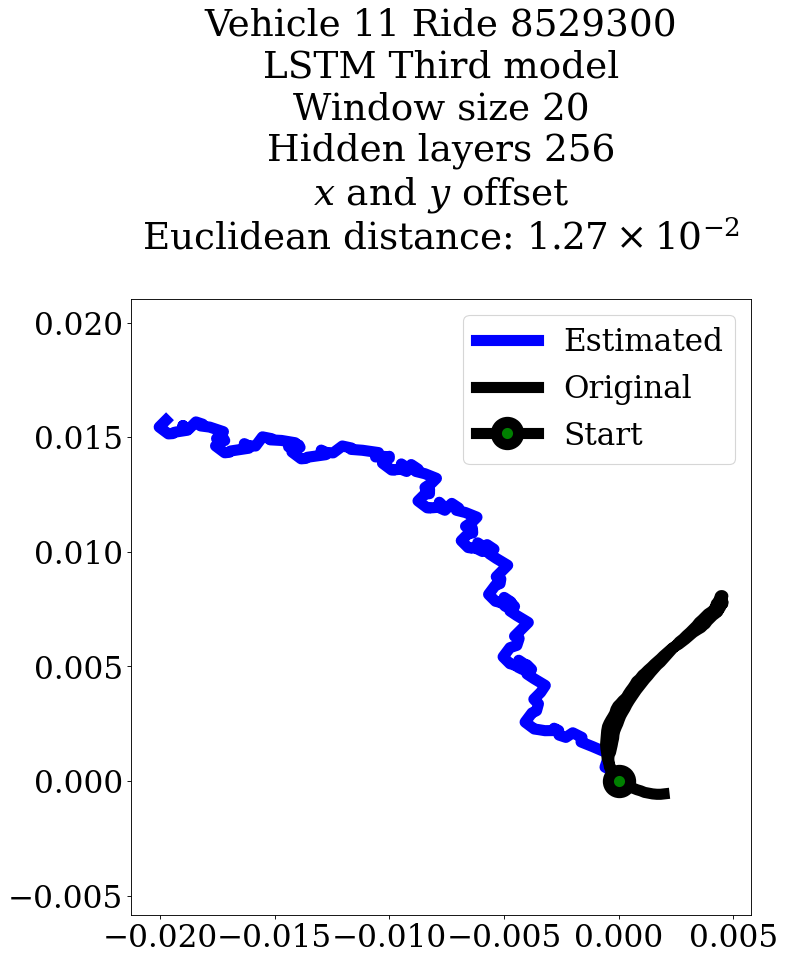 Vehicle 11 Ride 8529300
LSTM Third model
Window size 20
Hidden layers 256
x and y offset
Euclidean distance: 1.27 × 10⁻²
Estimated
Original
Start
0.020
0.015
0.010
0.005
0.000
−0.005
−0.020 −0.015 −0.010 −0.005 0.000 0.005